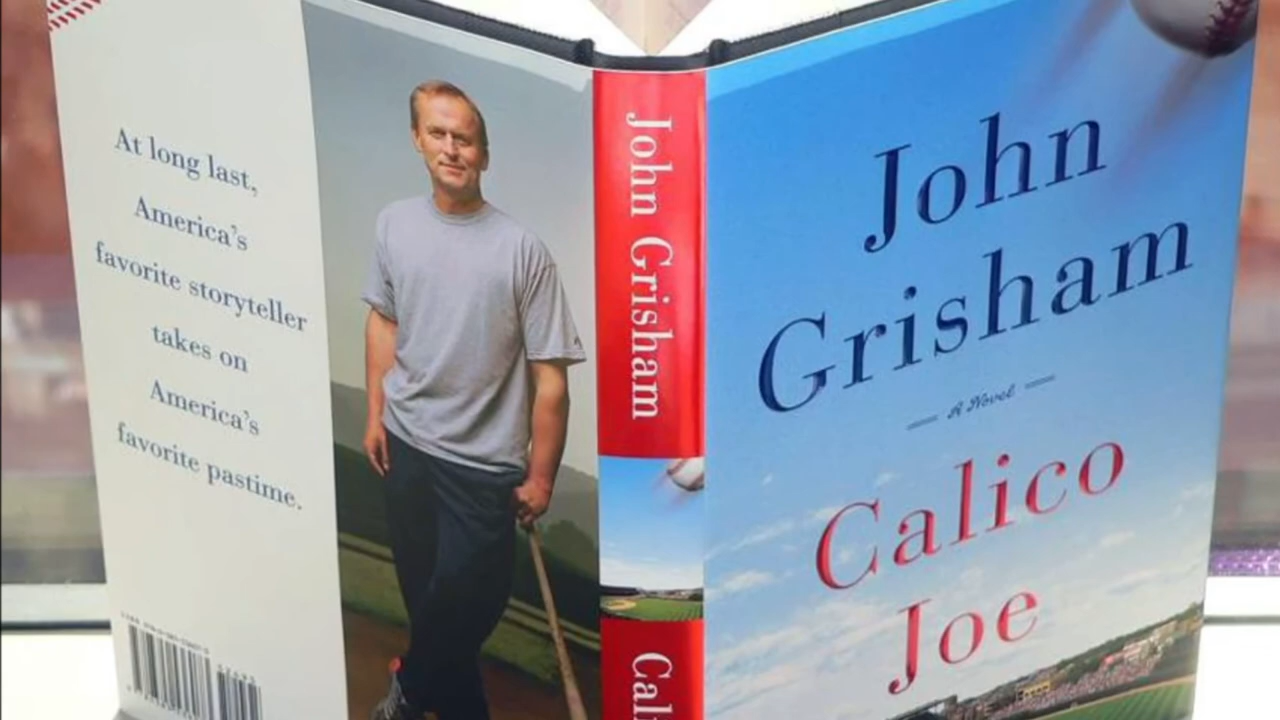 At long last,
America's
favorite storyteller
takes on
America's
favorite pastime.
John Grisham
John
Grisham
A Novel
Calico
Joe